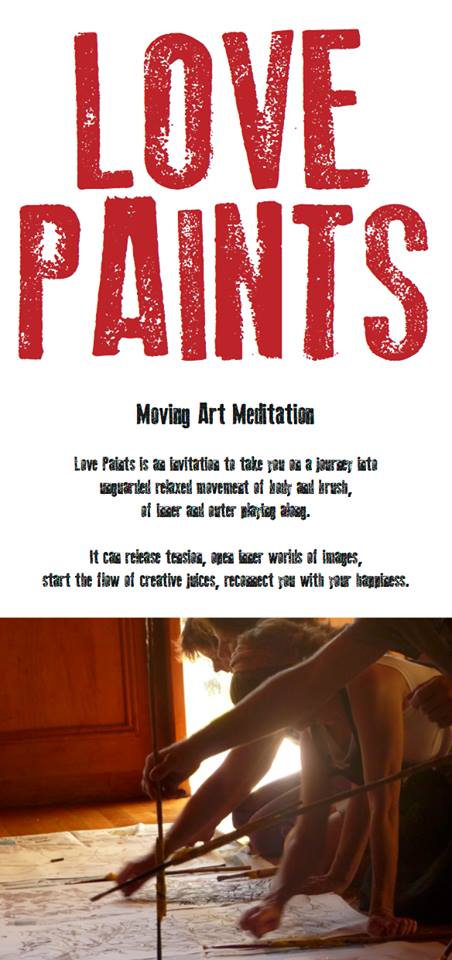 LOVE
PAINTS
Moving Art Meditation
Love Paints is an invitation to take you on a journey into
unguarded relaxed movement of body and brush,
of inner and outer playing along.
It can release tension, open inner worlds of images,
start the flow of creative juices, reconnect you with your happiness.